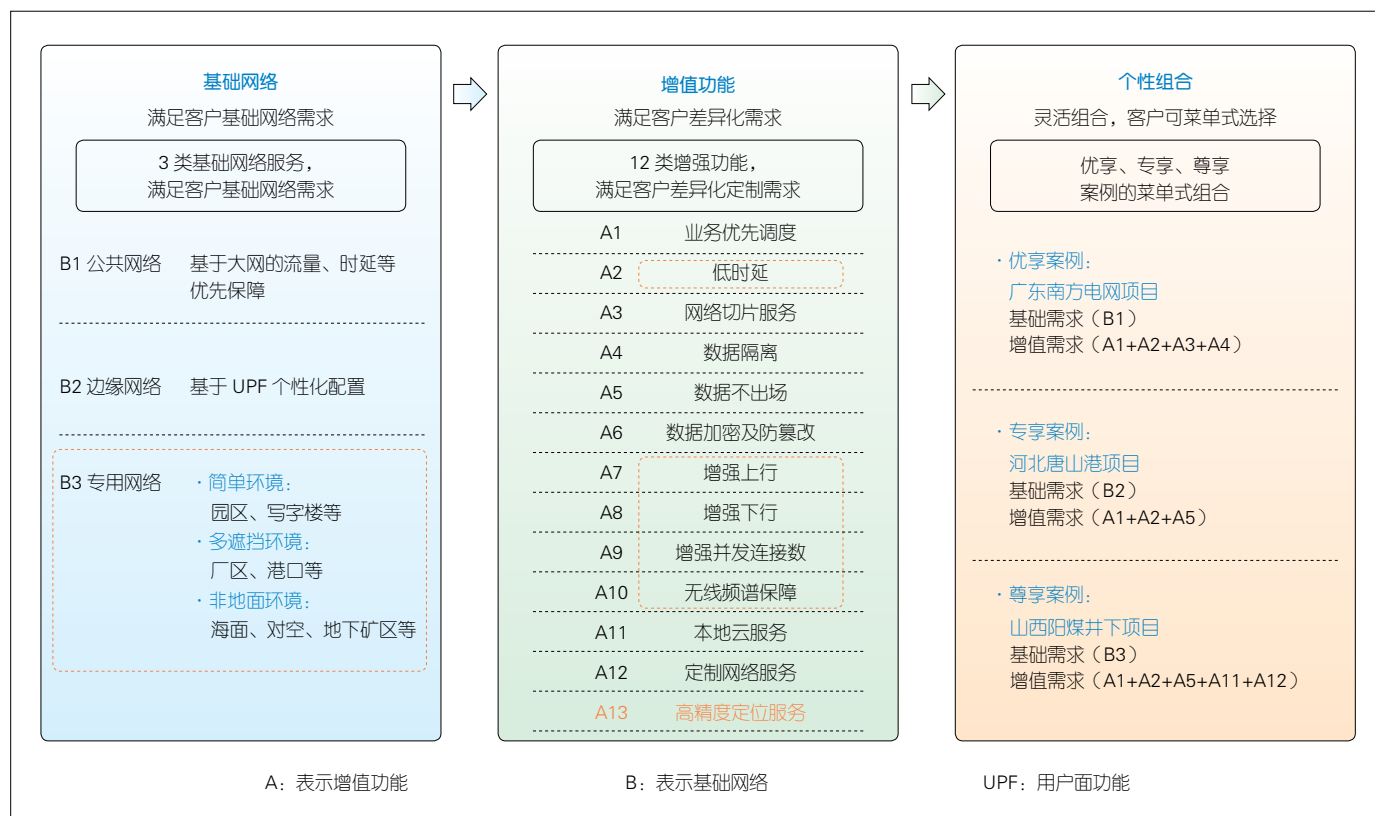 基础网络
满足客户基础网络需求
3 类基础网络服务，
满足客户基础网络需求
B1 公共网络 基于大网的流量、时延等
优先保障
B2 边缘网络 基于 UPF 个性化配置
B3 专用网络 ·简单环境：
园区、写字楼等
·多遮挡环境：
厂区、港口等
·非地面环境：
海面、对空、地下矿区等
增值功能
满足客户差异化需求
12 类增强功能，
满足客户差异化定制需求
A1 业务优先调度
A2 低时延
A3 网络切片服务
A4 数据隔离
A5 数据不出场
A6 数据加密及防篡改
A7 增强上行
A8 增强下行
A9 增强并发连接数
A10 无线频谱保障
A11 本地云服务
A12 定制网络服务
A13 高精度定位服务
个性组合
灵活组合，客户可菜单式选择
优享、专享、尊享
案例的菜单式组合
·优享案例：
广东南方电网项目
基础需求（B1）
增值需求（A1+A2+A3+A4）
·专享案例：
河北唐山港项目
基础需求（B2）
增值需求（A1+A2+A5）
·尊享案例：
山西阳煤井下项目
基础需求（B3）
增值需求（A1+A2+A5+A11+A12）
A：表示增值功能
B：表示基础网络
UPF：用户面功能